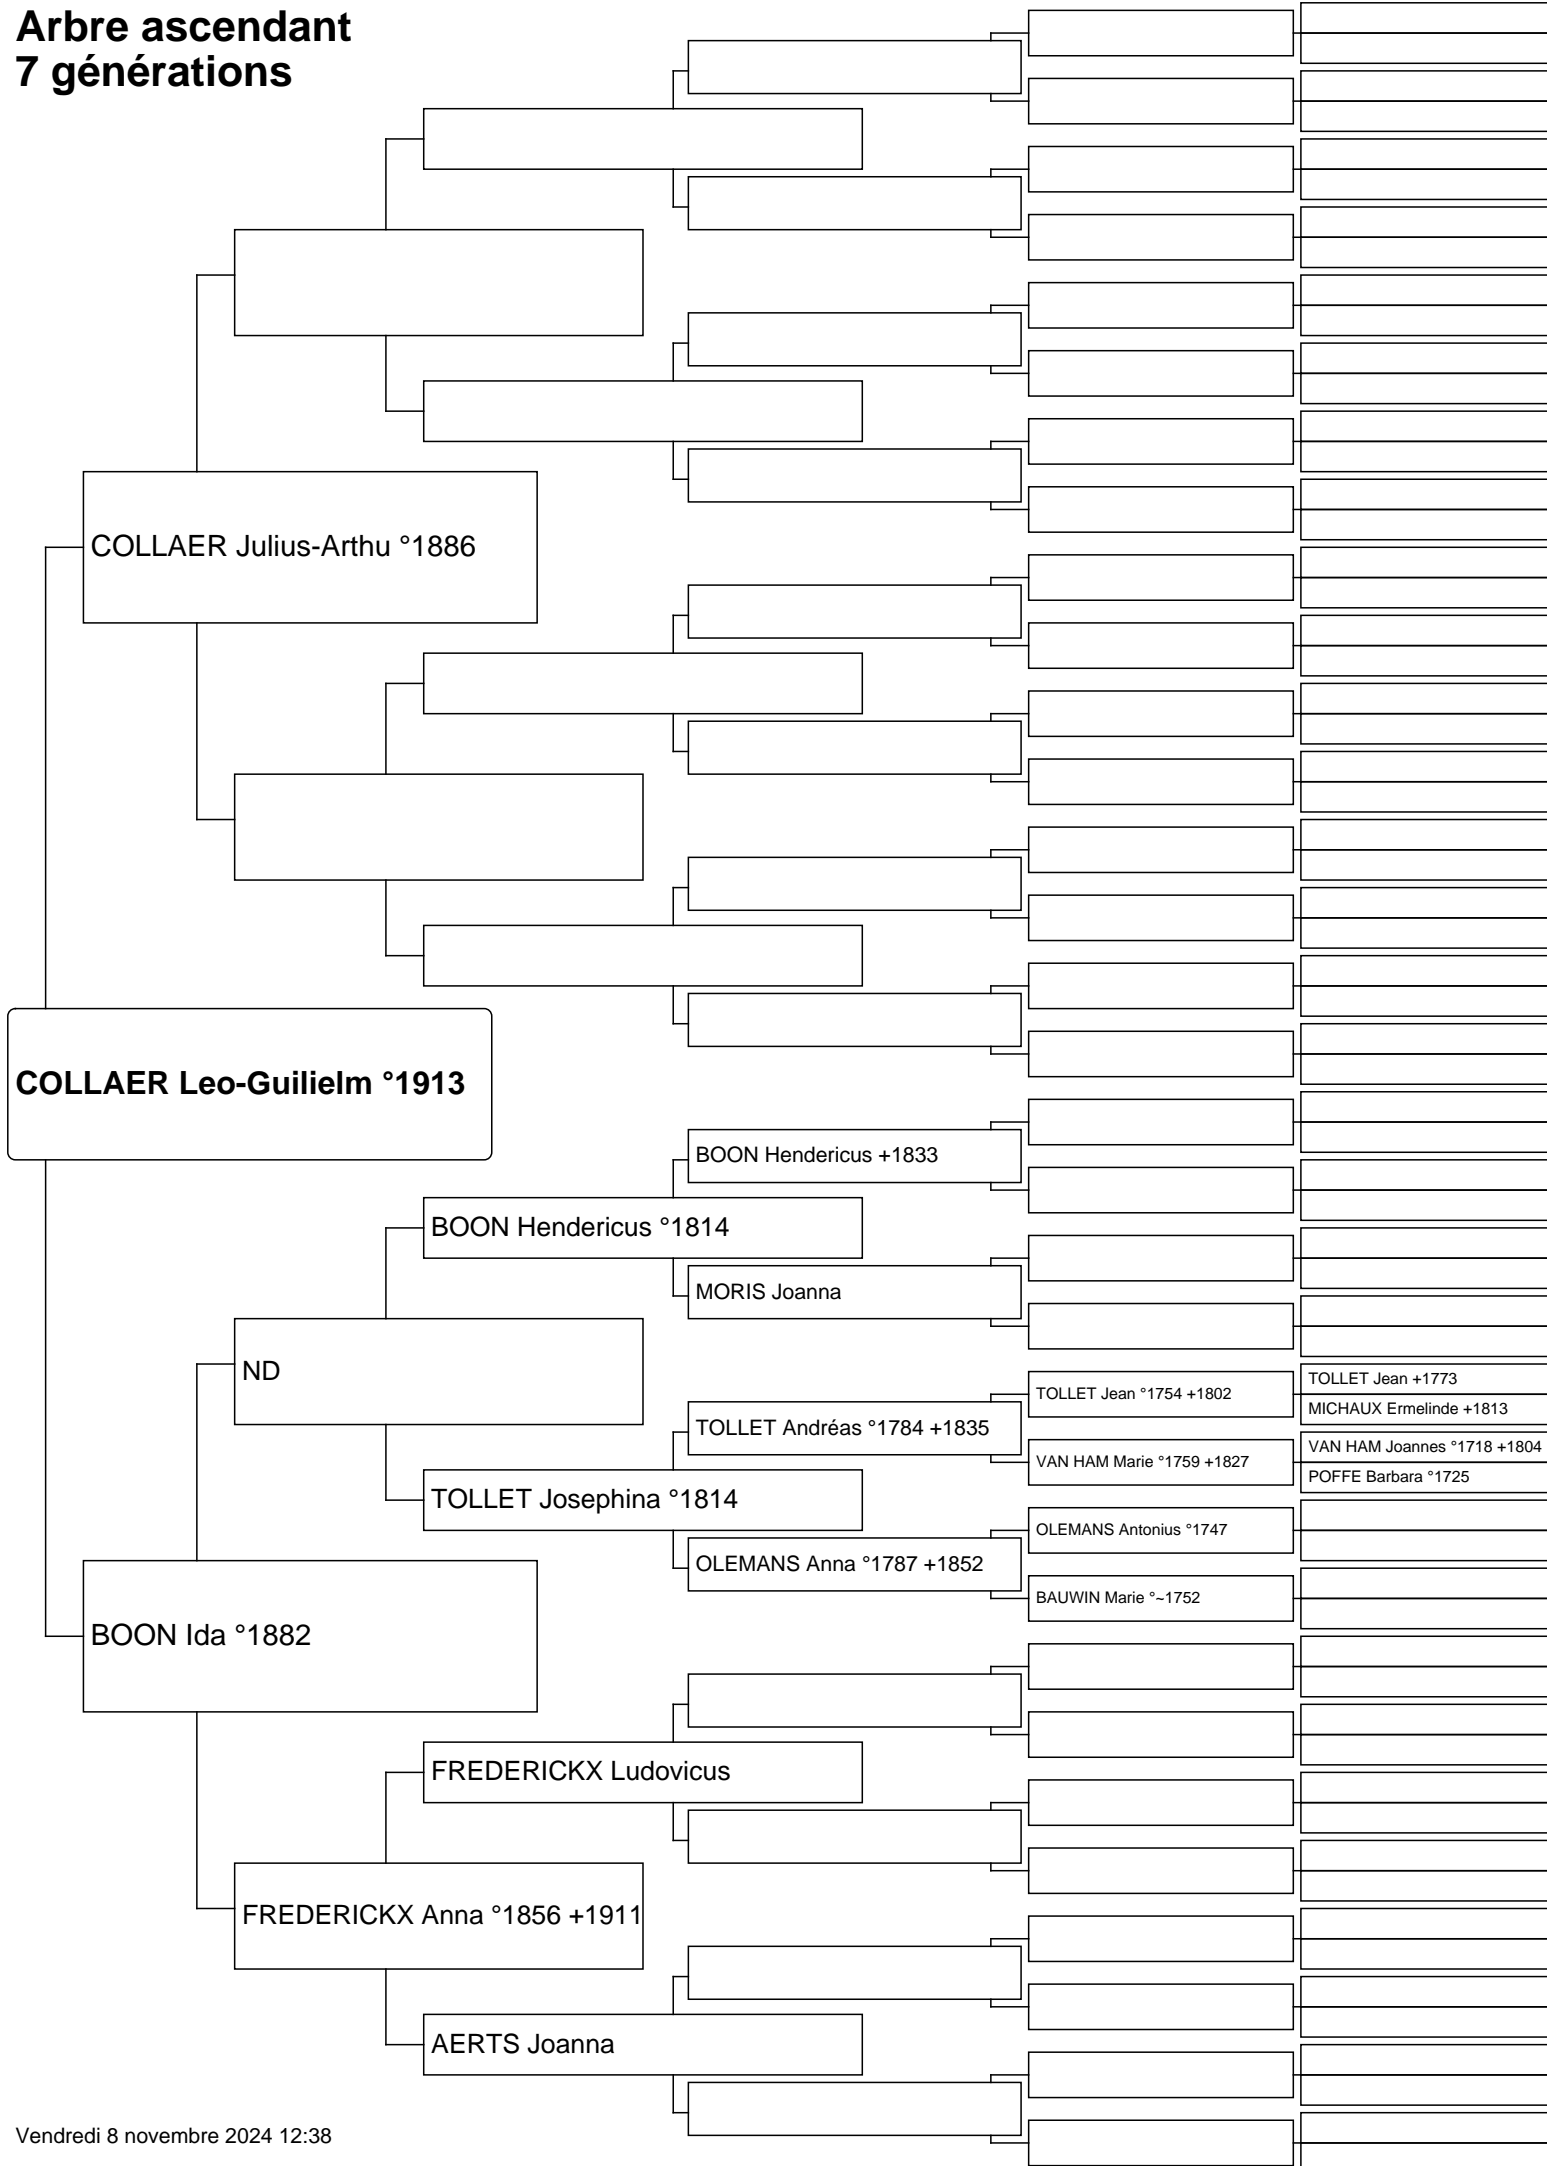 Arbre ascendant
7 générations
COLLAER Julius-Arthu °1886
COLLAER Leo-Guilielm °1913
BOON Hendericus +1833
BOON Hendericus °1814
MORIS Joanna
ND
TOLLET Jean °1754 +1802
TOLLET Jean +1773
MICHAUX Ermelinde +1813
TOLLET Andréas °1784 +1835
VAN HAM Marie °1759 +1827
VAN HAM Joannes °1718 +1804
POFFE Barbara °1725
TOLLET Josephina °1814
OLEMANS Antonius °1747
OLEMANS Anna °1787 +1852
BAUWIN Marie °~1752
BOON Ida °1882
FREDERICKX Ludovicus
FREDERICKX Anna °1856 +1911
AERTS Joanna
Vendredi 8 novembre 2024 12:38